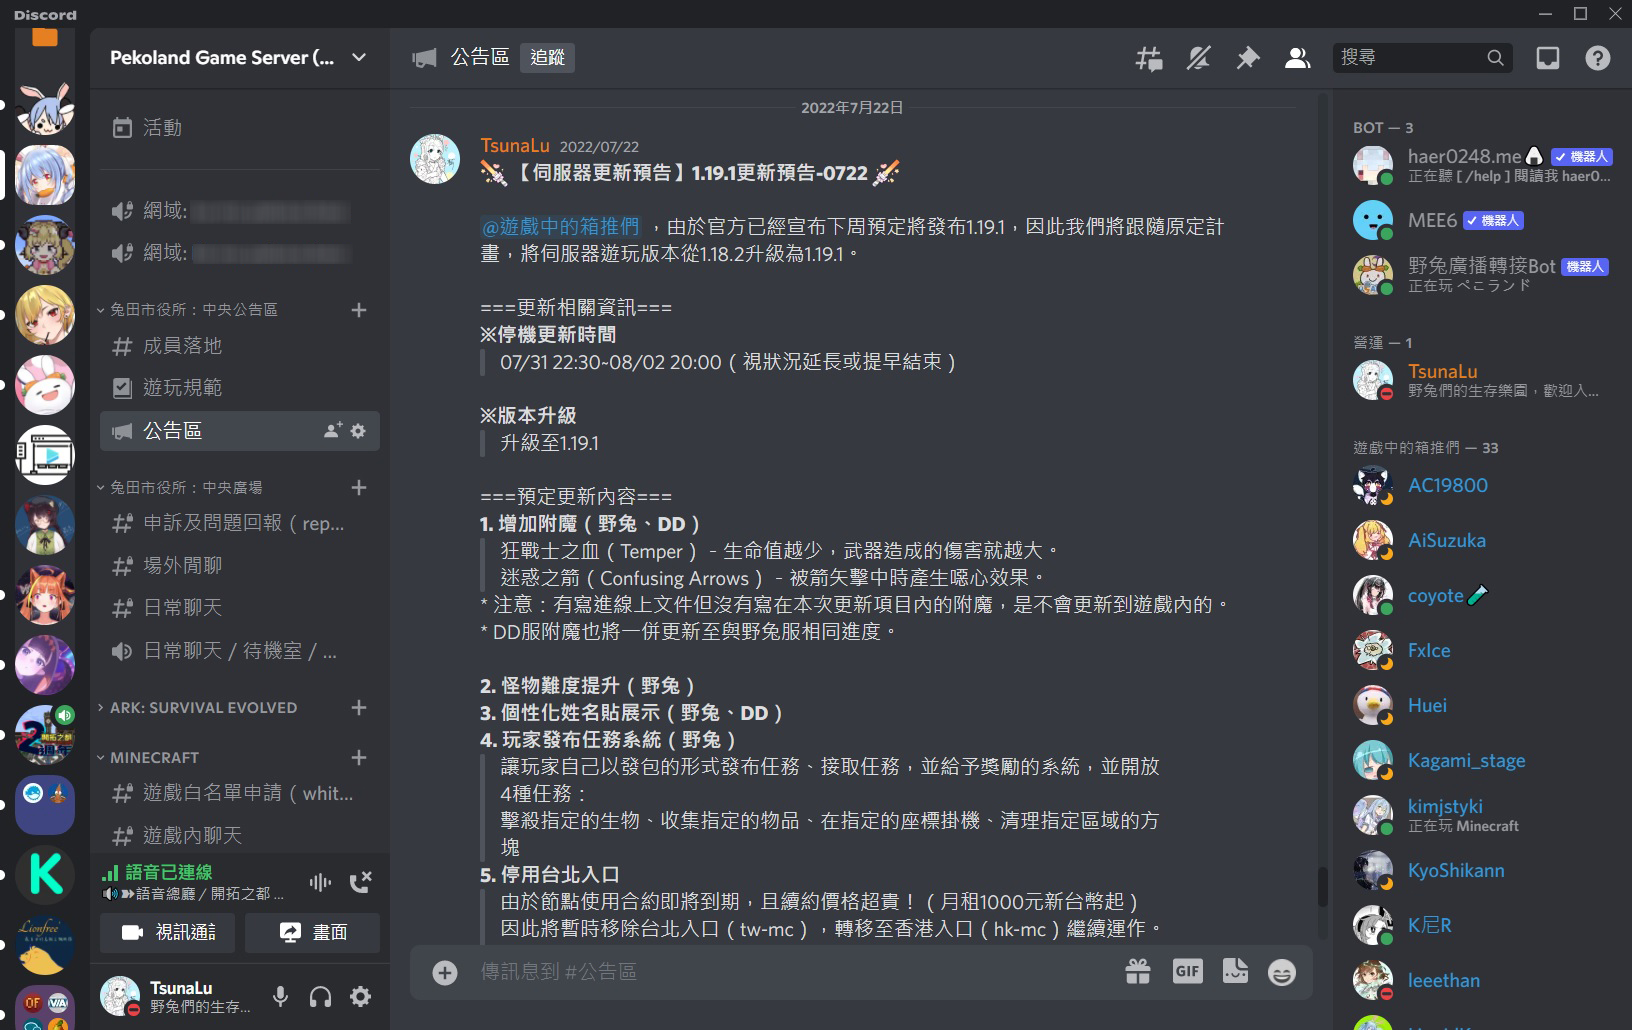 Discord
Pekoland Game Server (...
活動
網域:
網域:
兔田市役所：中央公告區
成員落地
遊玩規範
公告區
兔田市役所：中央廣場
申訴及問題回報（rep...
場外閒聊
日常聊天
日常聊天 / 待機室 / ...
ARK: SURVIVAL EVOLVED
MINECRAFT
遊戲白名單申請（whit...
遊戲內聊天
語音已連線
語音總廳 / 開拓之都 ...
視訊通話
畫面
TsunaLu
野兔們的生存...
公告區
追蹤
搜尋
2022年7月22日
TsunaLu 2022/07/22
【伺服器更新預告】1.19.1更新預告-0722
@遊戲中的箱推們 ，由於官方已經宣布下周預定將發布1.19.1，因此我們將跟隨原定計
畫，將伺服器遊玩版本從1.18.2升級為1.19.1。
===更新相關資訊===
※停機更新時間
07/31 22:30~08/02 20:00（視狀況延長或提早結束）
※版本升級
升級至1.19.1
===預定更新內容===
1. 增加附魔（野兔、DD）
狂戰士之血（Temper） - 生命值越少，武器造成的傷害就越大。
迷惑之箭（Confusing Arrows） - 被箭矢擊中時產生噁心效果。
* 注意：有寫進線上文件但沒有寫在本次更新項目內的附魔，是不會更新到遊戲內的。
* DD服附魔也將一併更新至與野兔服相同進度。
2. 怪物難度提升（野兔）
3. 個性化姓名貼展示（野兔、DD）
4. 玩家發布任務系統（野兔）
讓玩家自己以發包的形式發布任務、接取任務，並給予獎勵的系統，並開放
4種任務：
擊殺指定的生物、收集指定的物品、在指定的座標掛機、清理指定區域的方
塊
5. 停用台北入口
由於節點使用合約即將到期，且續約價格超貴！（月租1000元新台幣起）
因此將暫時移除台北入口（tw-mc），轉移至香港入口（hk-mc）繼續運作。
傳訊息到 #公告區
GIF
BOT — 3
haer0248.me 機器人
正在聽 [ /help ] 閱讀我 haer0...
MEE6 機器人
野兔廣播轉接Bot 機器人
正在玩 ぺこランド
營運 — 1
TsunaLu
野兔們的生存樂園，歡迎入...
遊戲中的箱推們 — 33
AC19800
AiSuzuka
coyote
FxIce
Huei
Kagami_stage
kimjstyki
正在玩 Minecraft
KyoShikann
K尼R
leeethan